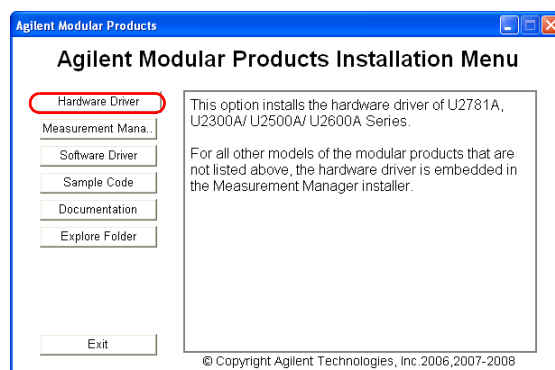 Agilent Modular Products
Agilent Modular Products Installation Menu
Hardware Driver
Measurement Mana..
Software Driver
Sample Code
Documentation
Explore Folder
Exit
This option installs the hardware driver of U2781A,
U2300A/ U2500A/ U2600A Series.
For all other models of the modular products that are
not listed above, the hardware driver is embedded in
the Measurement Manager installer.
© Copyright Agilent Technologies, Inc.2006,2007-2008